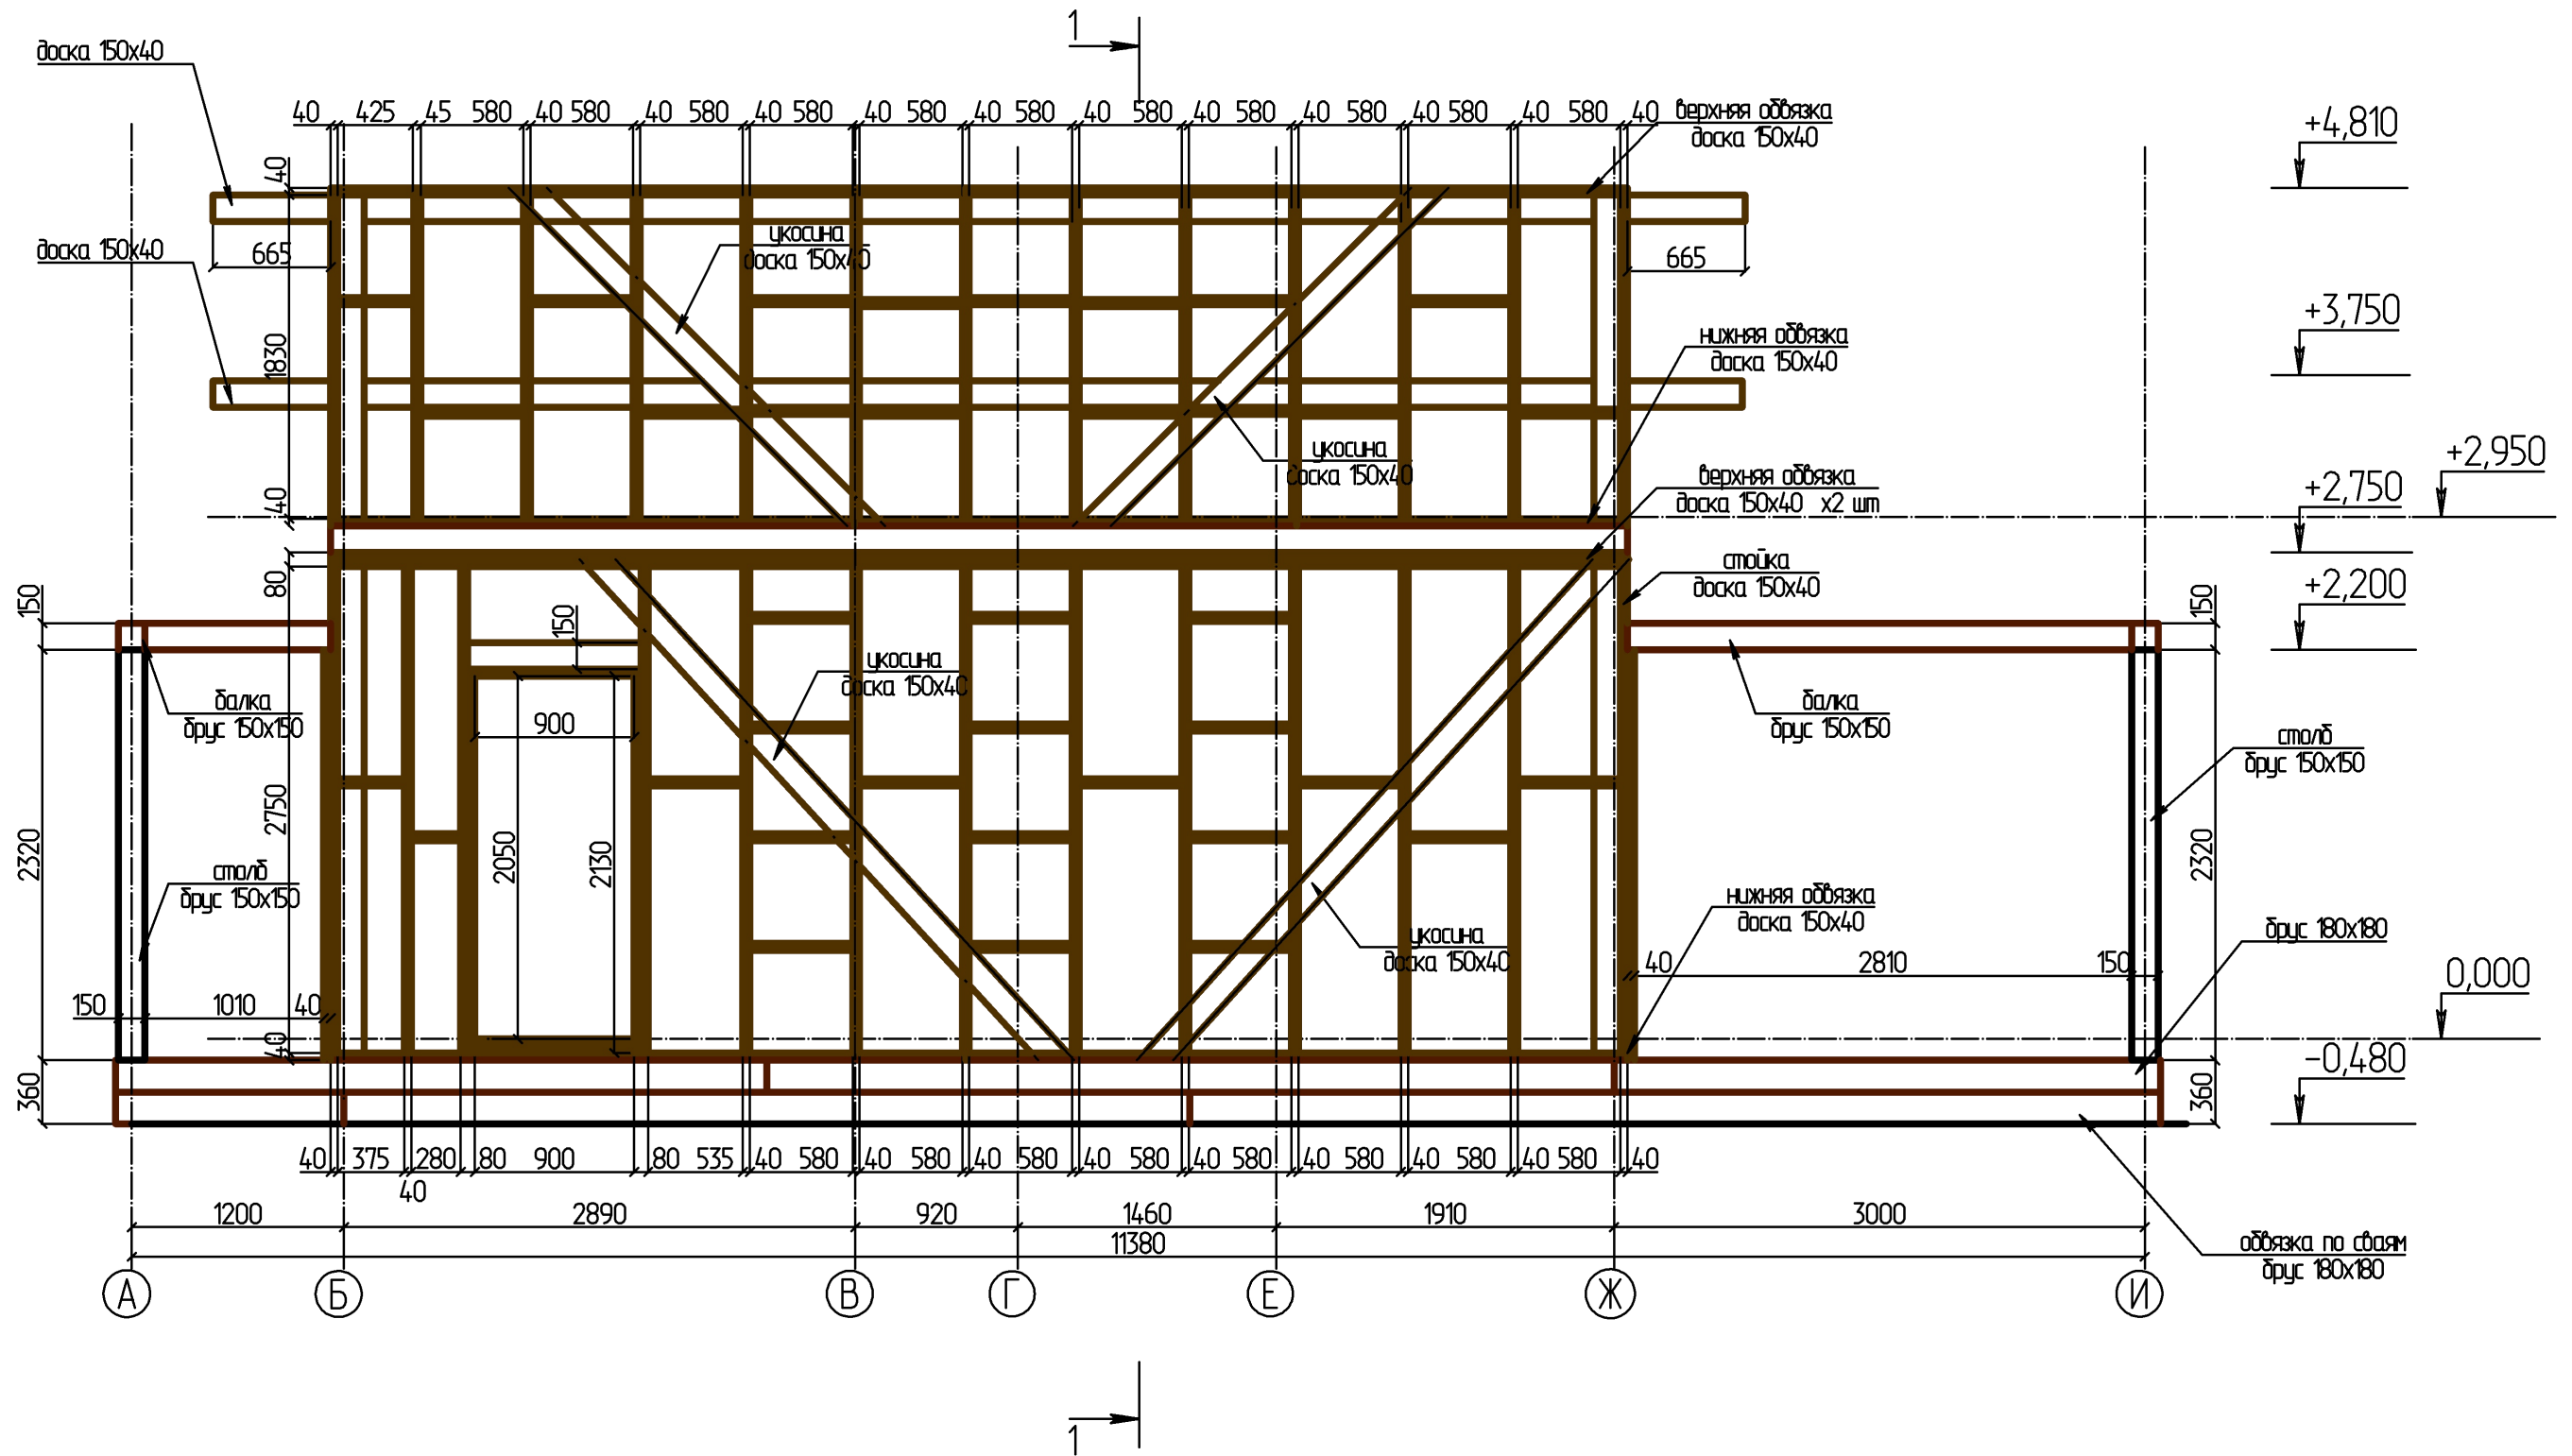 1
доска 150х40
40 425 45 580 40 580 40 580 40 580 40 580 40 580 40 580 40 580 40 580 40 580 40 580 40
верхняя обвязка
доска 150х40
+4,810
40
укосина
доска 150х40
доска 150х40
665
665
+3,750
1830
нижняя обвязка
доска 150х40
укосина
доска 150х40
+2,950
верхняя обвязка
доска 150х40 х2 шт
+2,750
40
стойка
доска 150х40
+2,200
80
150
150
150
укосина
доска 150х40
балка
брус 150х150
балка
брус 150х150
900
столб
брус 150х150
2750
2320
2050
2130
2320
столб
брус 150х150
нижняя обвязка
доска 150х40
укосина
доска 150х40
брус 180х180
40 2810 150
0,000
150 1010 40
40
-0,480
360
360
40 375 280 80 900 80 535 40 580 40 580 40 580 40 580 40 580 40 580 40 580 40 580 40
40
1200 2890 920 1460 1910 3000
11380
обвязка по сваям
брус 180х180
А Б В Г Е Ж И
1